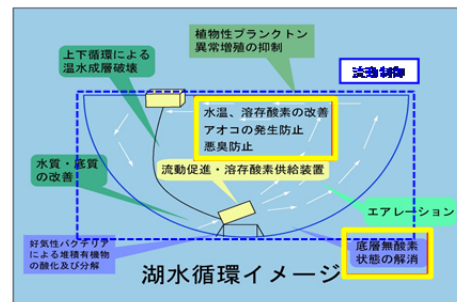 植物性プランクトン
異常増殖の抑制
上下循環による
温水成層破壊
流動制御
水温、溶存酸素の改善
アオコの発生防止
悪臭防止
水質・底質
の改善
流動促進・溶存酸素供給装置
エアレーション
好気性バクテリア
による堆積有機物
の酸化及び分解
底層無酸素
状態の解消
湖水循環イメージ